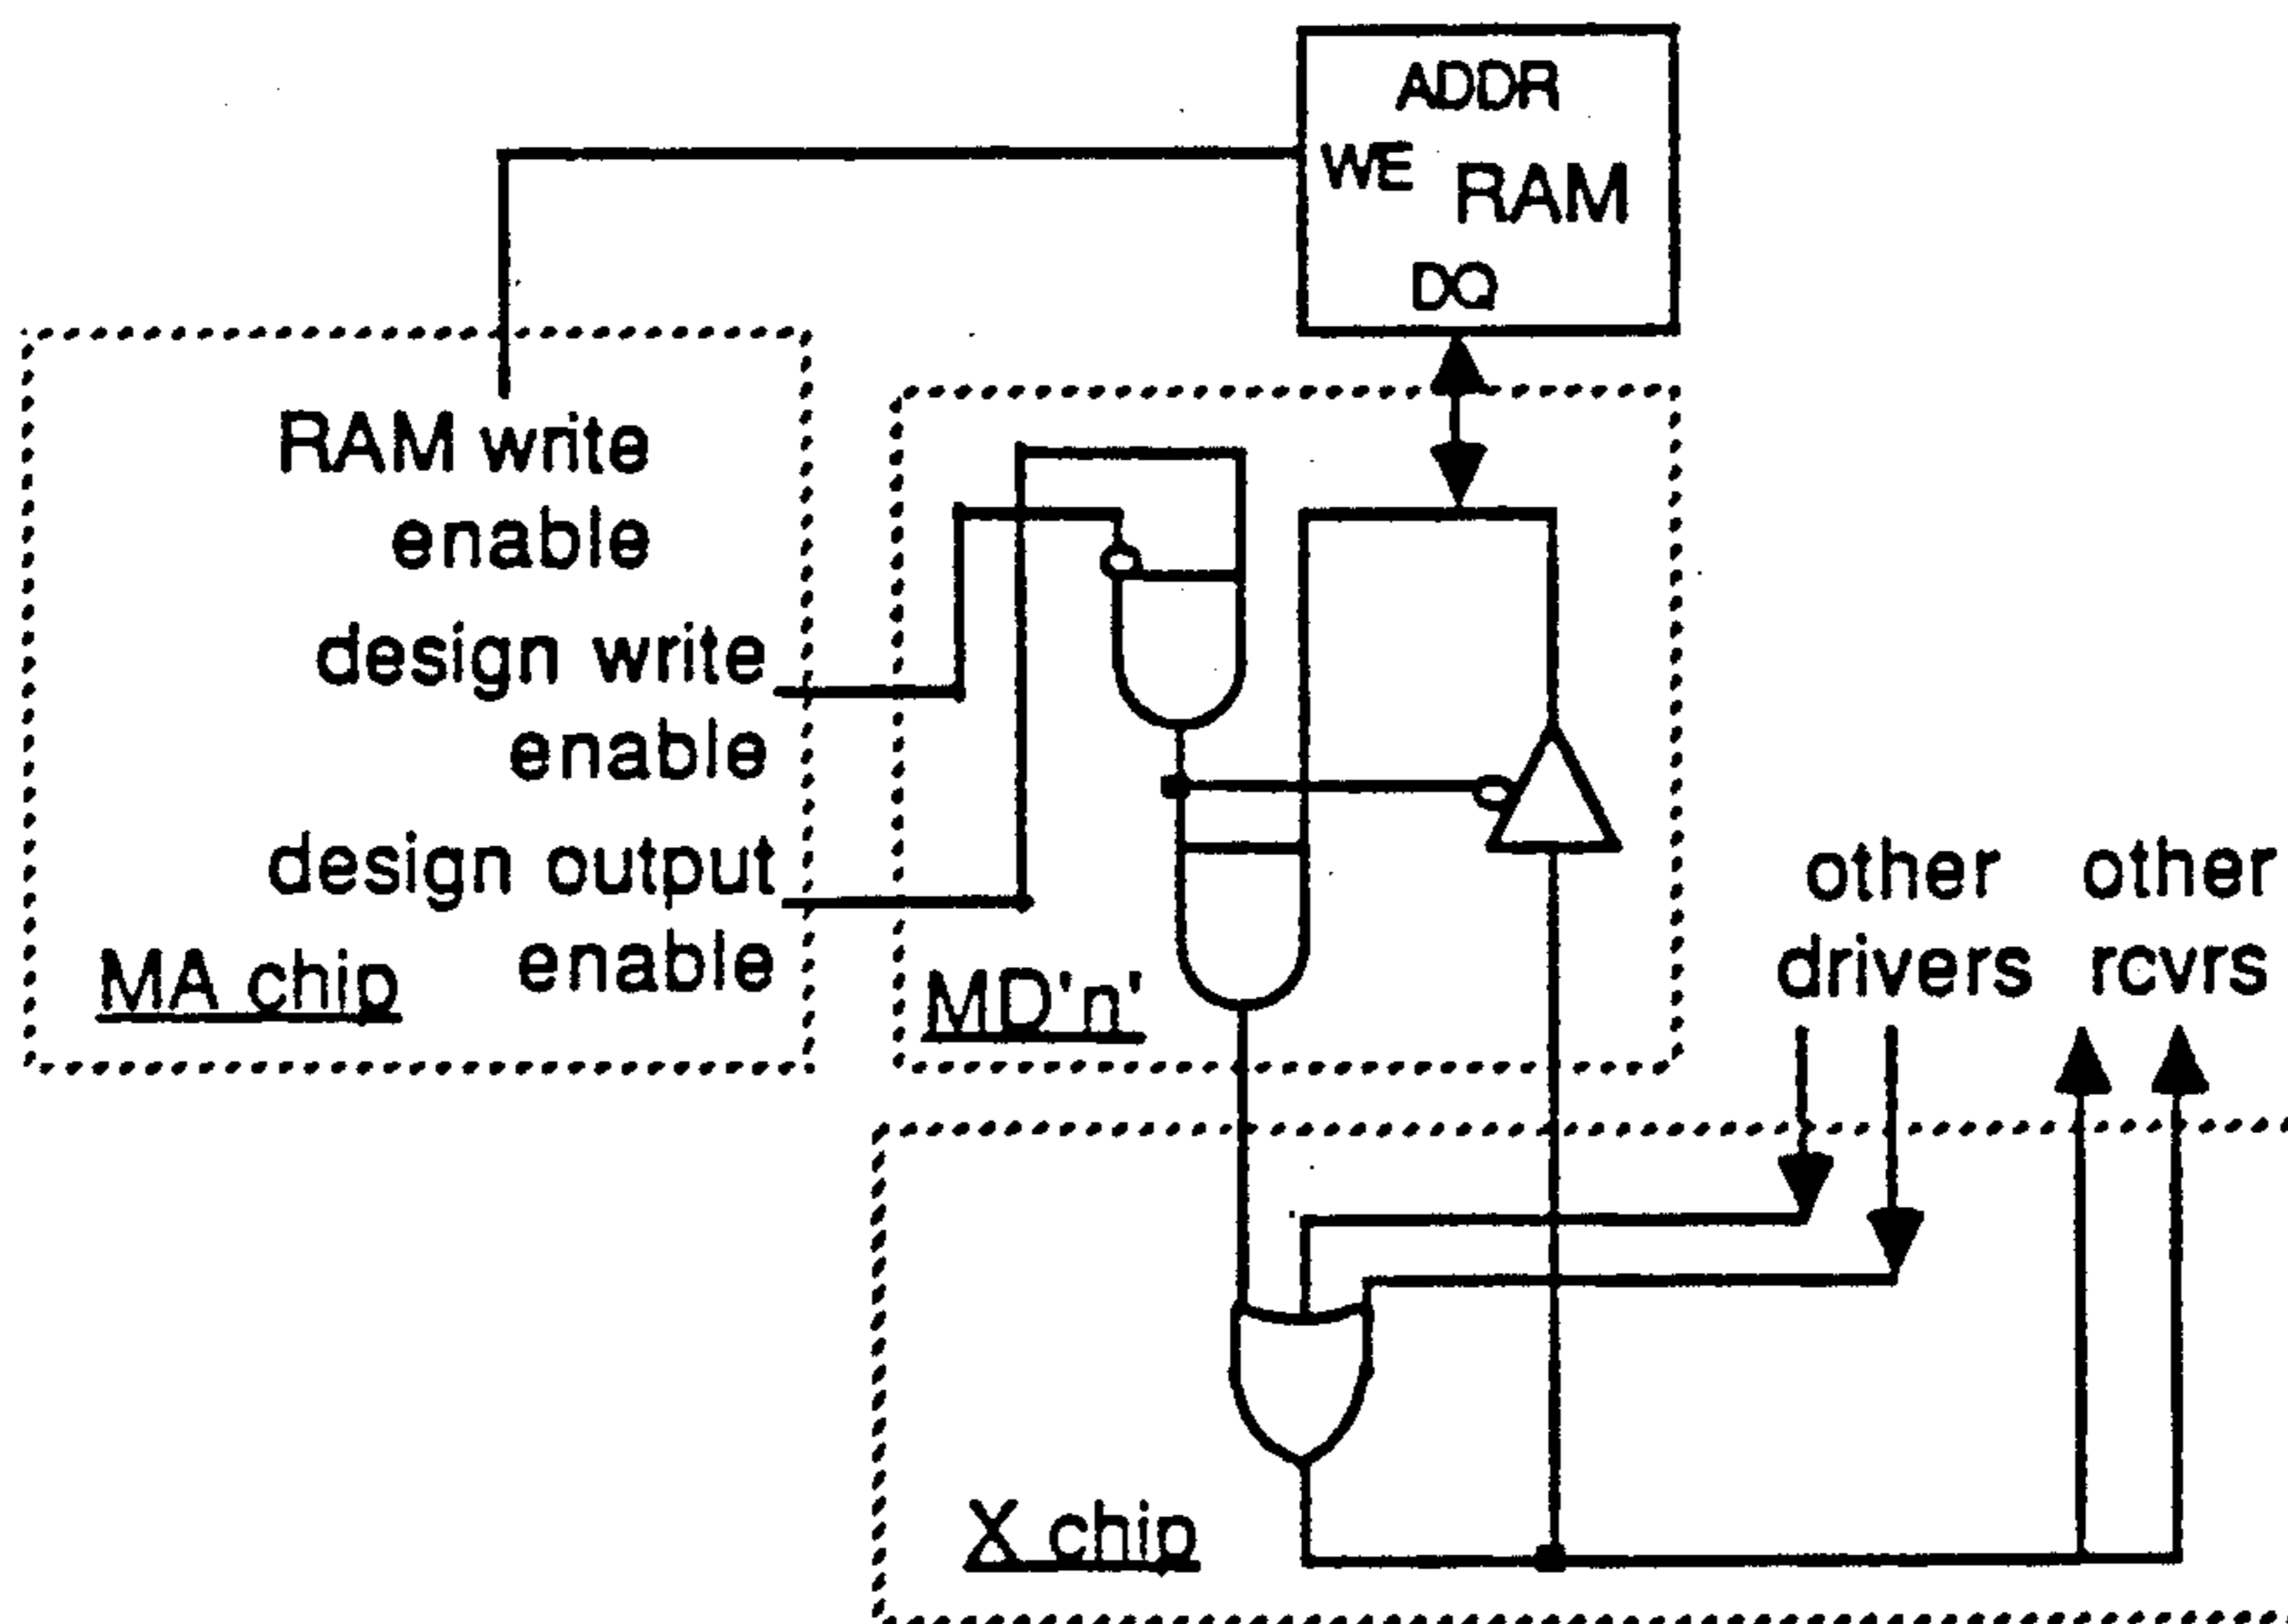 ADDR
WE
RAM
DQ
RAM write
enable
design write
enable
design output
enable
MA chip
MD'n'
other other
drivers rcvrs
X chip